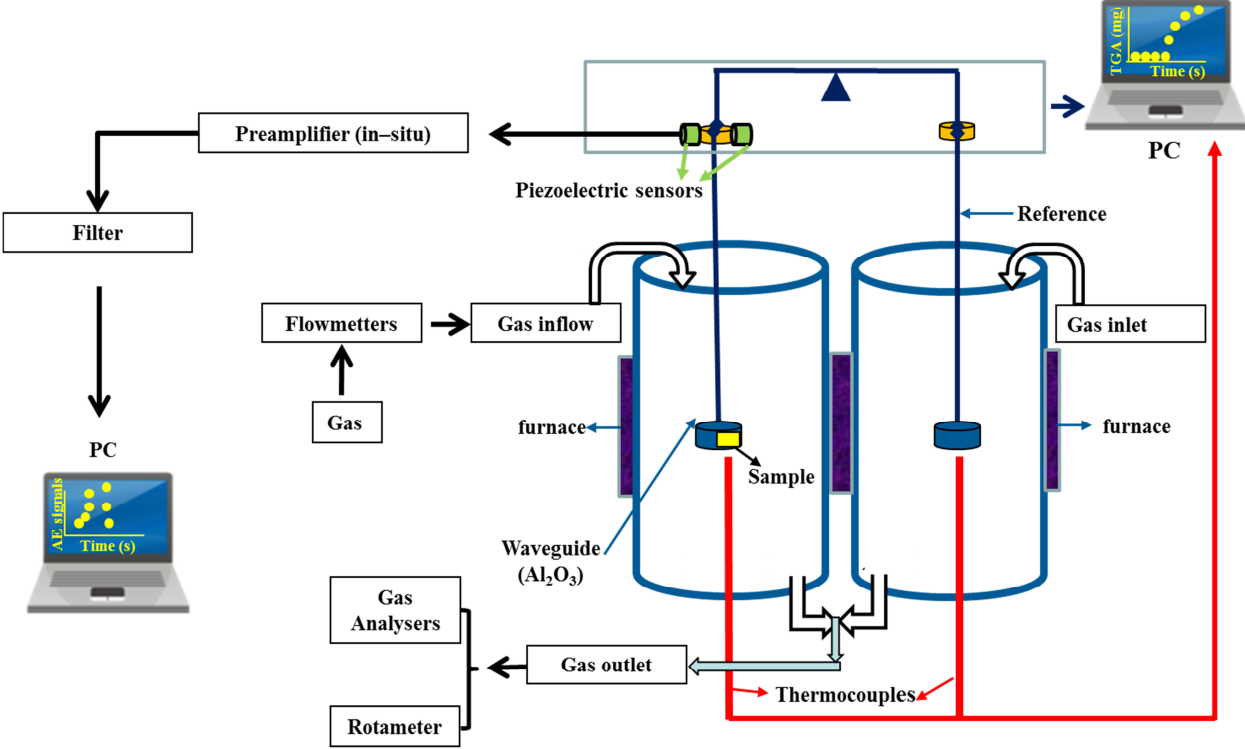 TGA (mg)
Time (s)
PC
Preamplifier (in–situ)
Piezoelectric sensors
Reference
Filter
Flowmetters
Gas inflow
Gas inlet
Gas
furnace
furnace
Sample
PC
AE signals
Time (s)
Waveguide
(Al₂O₃)
Gas
Analysers
Gas outlet
Thermocouples
Rotameter